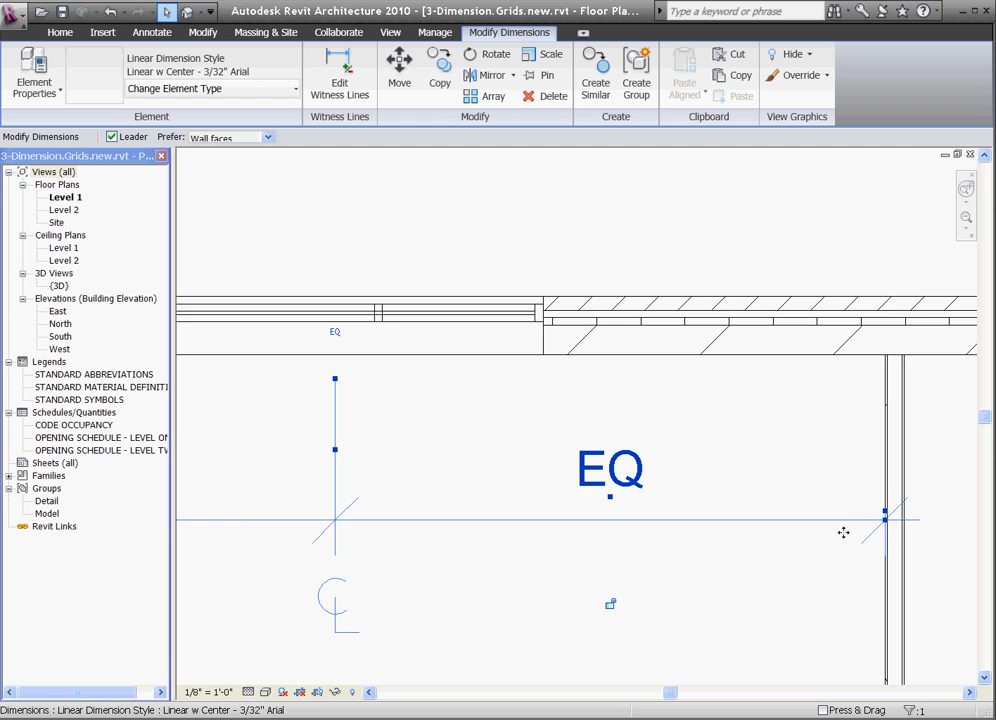 Autodesk Revit Architecture 2010 - [3-Dimension.Grids.new.rvt - Floor Pla...
Type a keyword or phrase
Home Insert Annotate Modify Massing & Site Collaborate View Manage Modify Dimensions
Element Properties
Linear Dimension Style
Linear w Center - 3/32" Arial
Change Element Type
Edit Witness Lines
Move
Copy
Rotate
Mirror
Array
Scale
Pin
Delete
Create Similar
Create Group
Paste Aligned
Cut
Copy
Paste
Hide
Override
Element
Witness Lines
Modify
Create
Clipboard
View Graphics
Modify Dimensions Leader Prefer: Wall faces
3-Dimension.Grids.new.rvt - P...
Views (all)
Floor Plans
Level 1
Level 2
Site
Ceiling Plans
Level 1
Level 2
3D Views
{3D}
Elevations (Building Elevation)
East
North
South
West
Legends
STANDARD ABBREVIATIONS
STANDARD MATERIAL DEFINITI
STANDARD SYMBOLS
Schedules/Quantities
CODE OCCUPANCY
OPENING SCHEDULE - LEVEL ON
OPENING SCHEDULE - LEVEL TW
Sheets (all)
Families
Groups
Detail
Model
Revit Links
EQ
EQ
CL
1/8" = 1'-0"
Dimensions : Linear Dimension Style : Linear w Center - 3/32" Arial
Press & Drag
:1